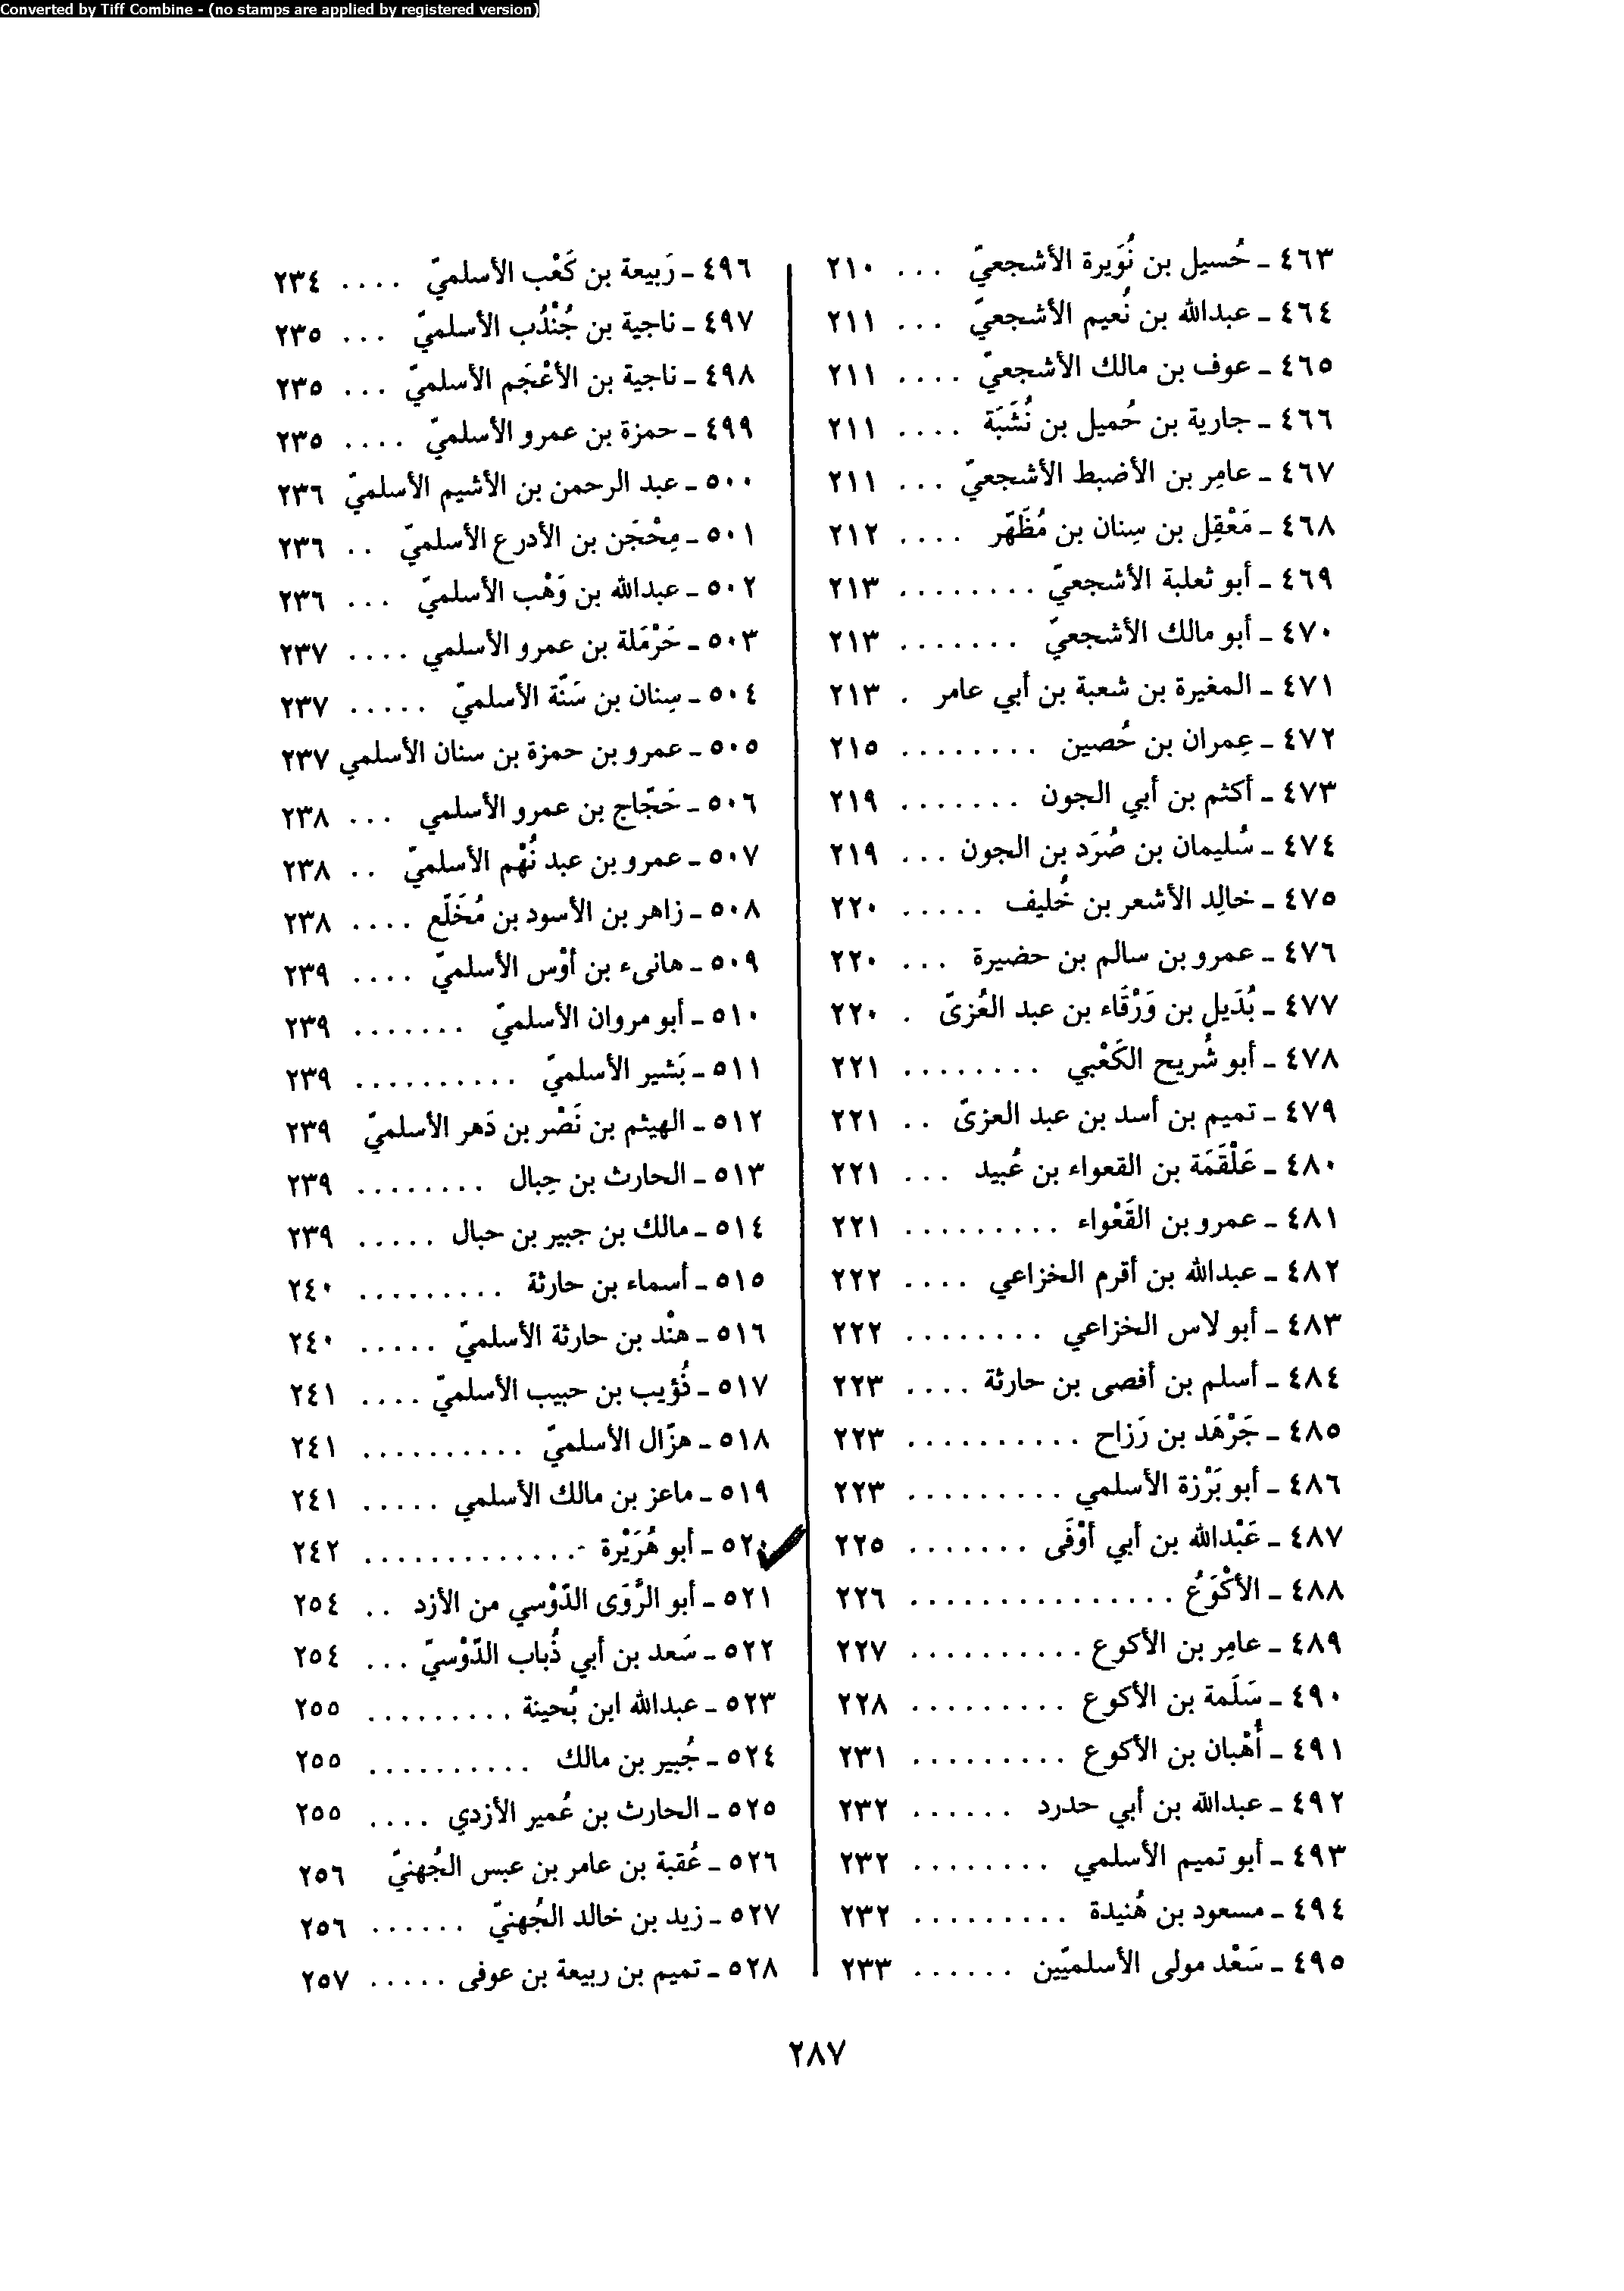 Converted by Tiff Combine - (no stamps are applied by registered version)
٤٦٣ - حُسيل بن نُوَيرة الأشجعيّ ... ٢١٠
٤٦٤ - عبدالله بن نُعيم الأشجعيّ ... ٢١١
٤٦٥ - عوف بن مالك الأشجعيّ .... ٢١١
٤٦٦ - جارية بن حُميل بن نُشَبَة .... ٢١١
٤٦٧ - عامِر بن الأضبط الأشجعيّ ... ٢١١
٤٦٨ - مَعْقِل بن سِنان بن مُظَهّر .... ٢١٢
٤٦٩ - أبو ثعلبة الأشجعيّ ........ ٢١٣
٤٧٠ - أبو مالك الأشجعيّ ....... ٢١٣
٤٧١ - المغيرة بن شعبة بن أبي عامر . ٢١٣
٤٧٢ - عِمران بن حُصين ........ ٢١٥
٤٧٣ - أكثم بن أبي الجون ....... ٢١٩
٤٧٤ - سُليمان بن صُرَد بن الجون ... ٢١٩
٤٧٥ - خالِد الأشعر بن خُليف ..... ٢٢٠
٤٧٦ - عمرو بن سالم بن حضيرة ... ٢٢٠
٤٧٧ - بُدَيل بن وَرْقَاء بن عبد العُزىّ . ٢٢٠
٤٧٨ - أبو شُريح الكَعْبي ........ ٢٢١
٤٧٩ - تميم بن أسد بن عبد العزىّ .. ٢٢١
٤٨٠ - عَلْقَمَة بن القعواء بن عُبيد ... ٢٢١
٤٨١ - عمرو بن القَعْواء ......... ٢٢١
٤٨٢ - عبدالله بن أقرم الخزاعي .... ٢٢٢
٤٨٣ - أبو لاس الخزاعي ........ ٢٢٢
٤٨٤ - أسلم بن أفصى بن حارثة .... ٢٢٣
٤٨٥ - جَرْهَد بن رَزاح .......... ٢٢٣
٤٨٦ - أبو بَرْزة الأسلمي ......... ٢٢٣
٤٨٧ - عَبْدالله بن أبي أوْفَى ....... ٢٢٥
٤٨٨ - الأكْوَعُ ............... ٢٢٦
٤٨٩ - عامِر بن الأكوع .......... ٢٢٧
٤٩٠ - سَلَمة بن الأكوع ......... ٢٢٨
٤٩١ - أُهْبان بن الأكوع ......... ٢٣١
٤٩٢ - عبدالله بن أبي حدرد ...... ٢٣٢
٤٩٣ - أبو تميم الأسلمي ........ ٢٣٢
٤٩٤ - مسعود بن هُنيدة ......... ٢٣٢
٤٩٥ - سَعْد مولى الأسلميّين ...... ٢٣٣
٤٩٦ - رَبيعة بن كَعْب الأسلميّ .... ٢٣٤
٤٩٧ - ناجية بن جُنْدُب الأسلميّ ... ٢٣٥
٤٩٨ - ناجية بن الأعْجَم الأسلميّ ... ٢٣٥
٤٩٩ - حمزة بن عمرو الأسلميّ .... ٢٣٥
٥٠٠ - عبد الرحمن بن الأشيم الأسلميّ ٢٣٦
٥٠١ - مِحْجَن بن الأدرع الأسلميّ .. ٢٣٦
٥٠٢ - عبدالله بن وَهْب الأسلميّ ... ٢٣٦
٥٠٣ - حَرْمَلة بن عمرو الأسلمي .... ٢٣٧
٥٠٤ - سِنان بن سَنّة الأسلميّ ..... ٢٣٧
٥٠٥ - عمرو بن حمزة بن سنان الأسلمي ٢٣٧
٥٠٦ - حَجّاج بن عمرو الأسلمي ... ٢٣٨
٥٠٧ - عمرو بن عبد نُهْم الأسلميّ .. ٢٣٨
٥٠٨ - زاهر بن الأسود بن مُخَلّع .... ٢٣٨
٥٠٩ - هانىء بن أوْس الأسلميّ .... ٢٣٩
٥١٠ - أبو مروان الأسلميّ ....... ٢٣٩
٥١١ - بَشير الأسلميّ .......... ٢٣٩
٥١٢ - الهيثم بن نَصْر بن دَهر الأسلميّ ٢٣٩
٥١٣ - الحارث بن حِبال ........ ٢٣٩
٥١٤ - مالك بن جبير بن حبال ..... ٢٣٩
٥١٥ - أسماء بن حارثة ......... ٢٤٠
٥١٦ - هنْد بن حارثة الأسلميّ ..... ٢٤٠
٥١٧ - ذُؤيب بن حبيب الأسلميّ .... ٢٤١
٥١٨ - هزّال الأسلميّ .......... ٢٤١
٥١٩ - ماعز بن مالك الأسلمي ..... ٢٤١
٥٢٠ - أبو هُرَيْرة ............. ٢٤٢
٥٢١ - أبو الرَّوَى الدَّوْسي من الأزد .. ٢٥٤
٥٢٢ - سَعد بن أبي ذُباب الدَّوْسيّ ... ٢٥٤
٥٢٣ - عبدالله ابن بُحينة ......... ٢٥٥
٥٢٤ - جُبير بن مالك .......... ٢٥٥
٥٢٥ - الحارث بن عُمير الأزدي .... ٢٥٥
٥٢٦ - عُقبة بن عامر بن عبس الجُهنيّ ٢٥٦
٥٢٧ - زيد بن خالد الجُهنيّ ...... ٢٥٦
٥٢٨ - تميم بن ربيعة بن عوفى ..... ٢٥٧
٢٨٧